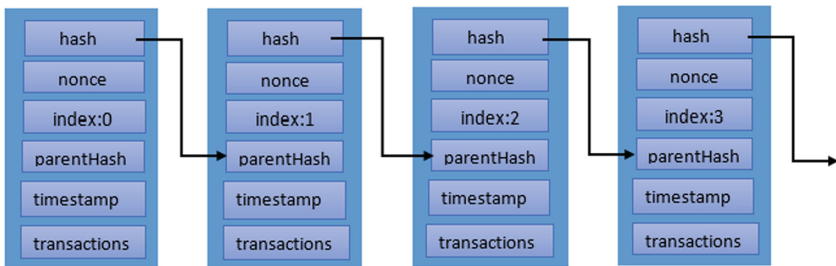 hash
nonce
index:0
parentHash
timestamp
transactions
hash
nonce
index:1
parentHash
timestamp
transactions
hash
nonce
index:2
parentHash
timestamp
transactions
hash
nonce
index:3
parentHash
timestamp
transactions